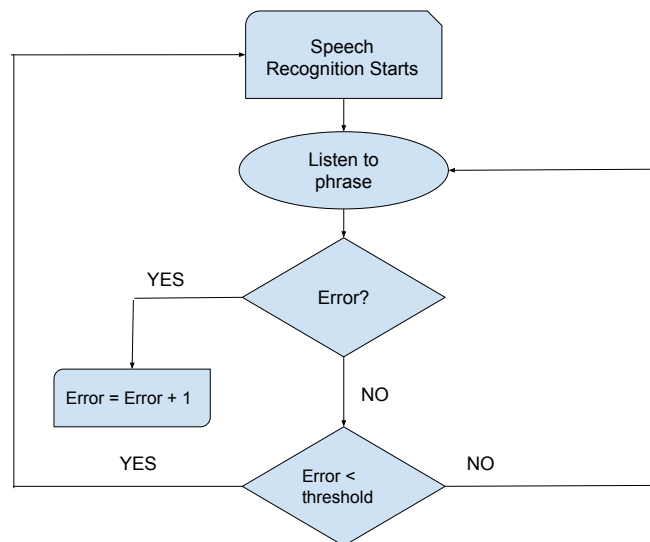 Speech
Recognition Starts
Listen to
phrase
YES
Error?
Error = Error + 1
NO
YES
Error <
threshold
NO